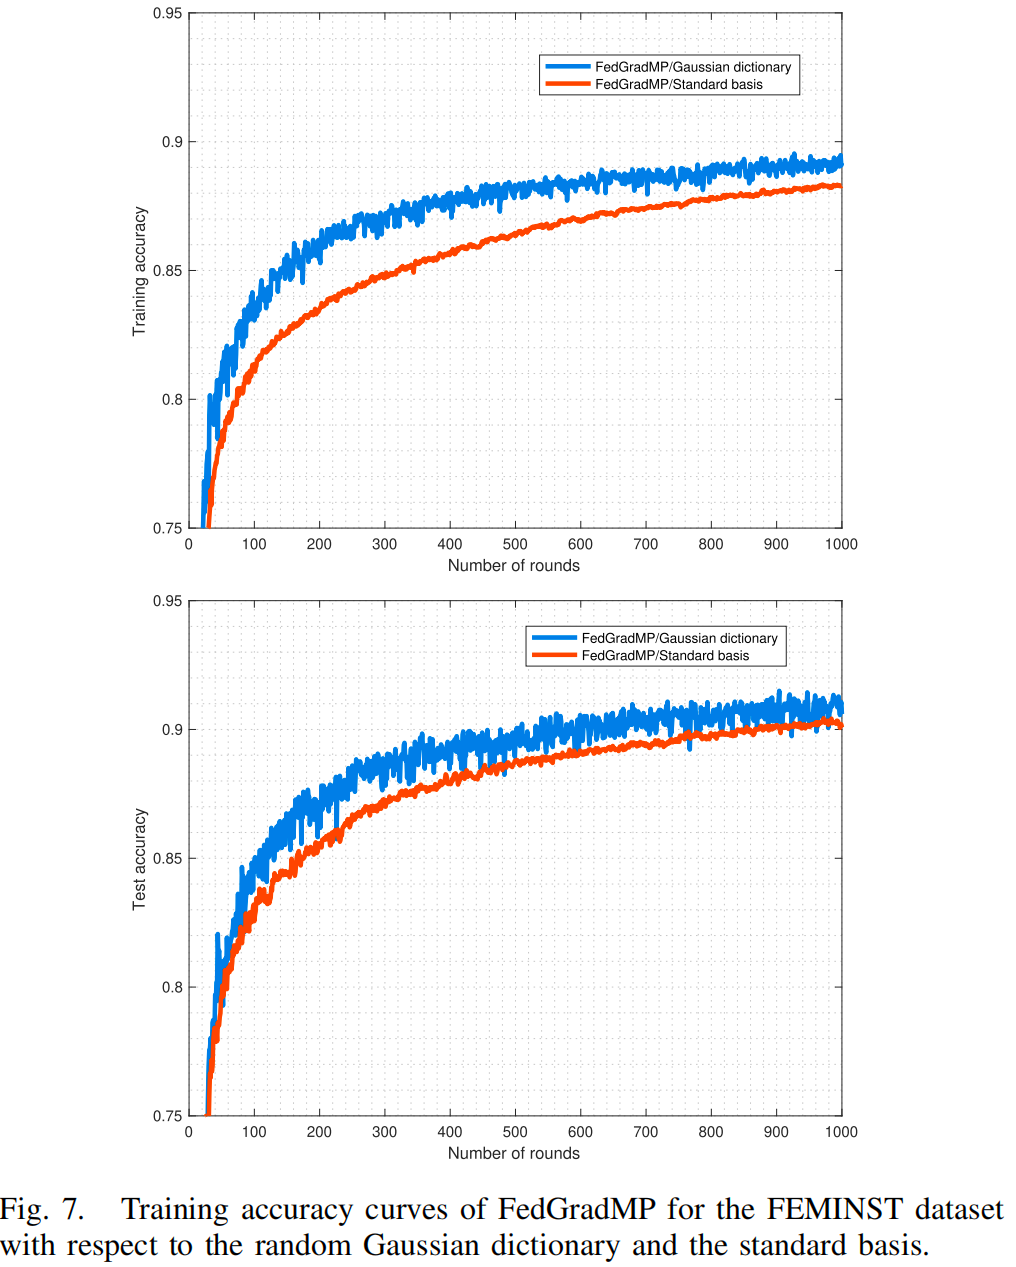 0.95
FedGradMP/Gaussian dictionary
FedGradMP/Standard basis
0.9
0.85
0.8
0.75
Training accuracy
0 100 200 300 400 500 600 700 800 900 1000
Number of rounds
0.95
FedGradMP/Gaussian dictionary
FedGradMP/Standard basis
0.9
0.85
0.8
0.75
Test accuracy
0 100 200 300 400 500 600 700 800 900 1000
Number of rounds
Fig. 7. Training accuracy curves of FedGradMP for the FEMINST dataset
with respect to the random Gaussian dictionary and the standard basis.